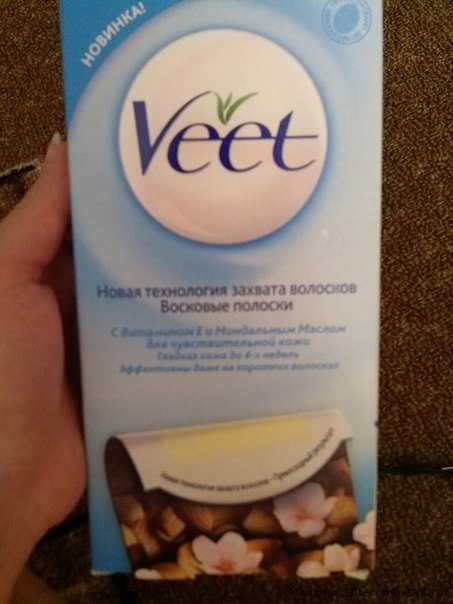 НОВИНКА!
Veet
Новая технология захвата волосков
Восковые полоски
С Витамином Е и Миндальным Маслом
для чувствительной кожи
Гладкая кожа до 4-х недель
Эффективны даже на коротких волосках